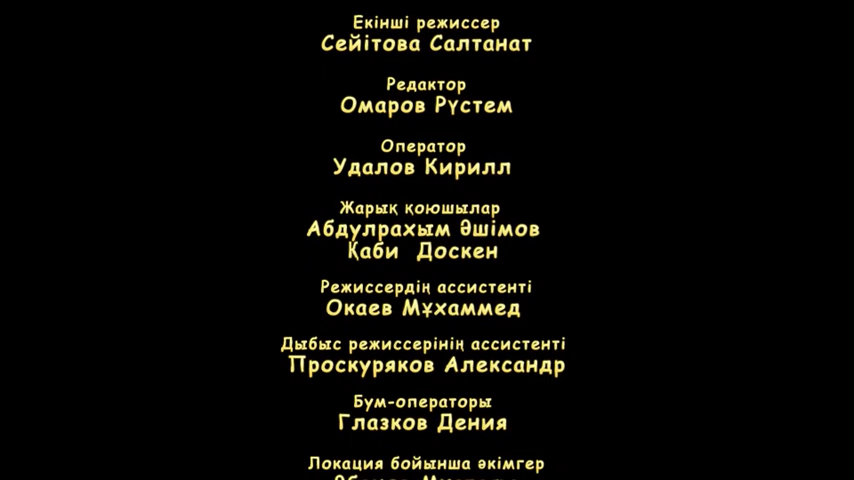 Екінші режиссер
Сейітова Салтанат
Редактор
Омаров Рүстем
Оператор
Удалов Кирилл
Жарық қоюшылар
Абдулрахым Әшімов
Қаби Доскен
Режиссердің ассистенті
Окаев Мұхаммед
Дыбыс режиссерінің ассистенті
Проскуряков Александр
Бум-операторы
Глазков Дения
Локация бойынша әкімгер